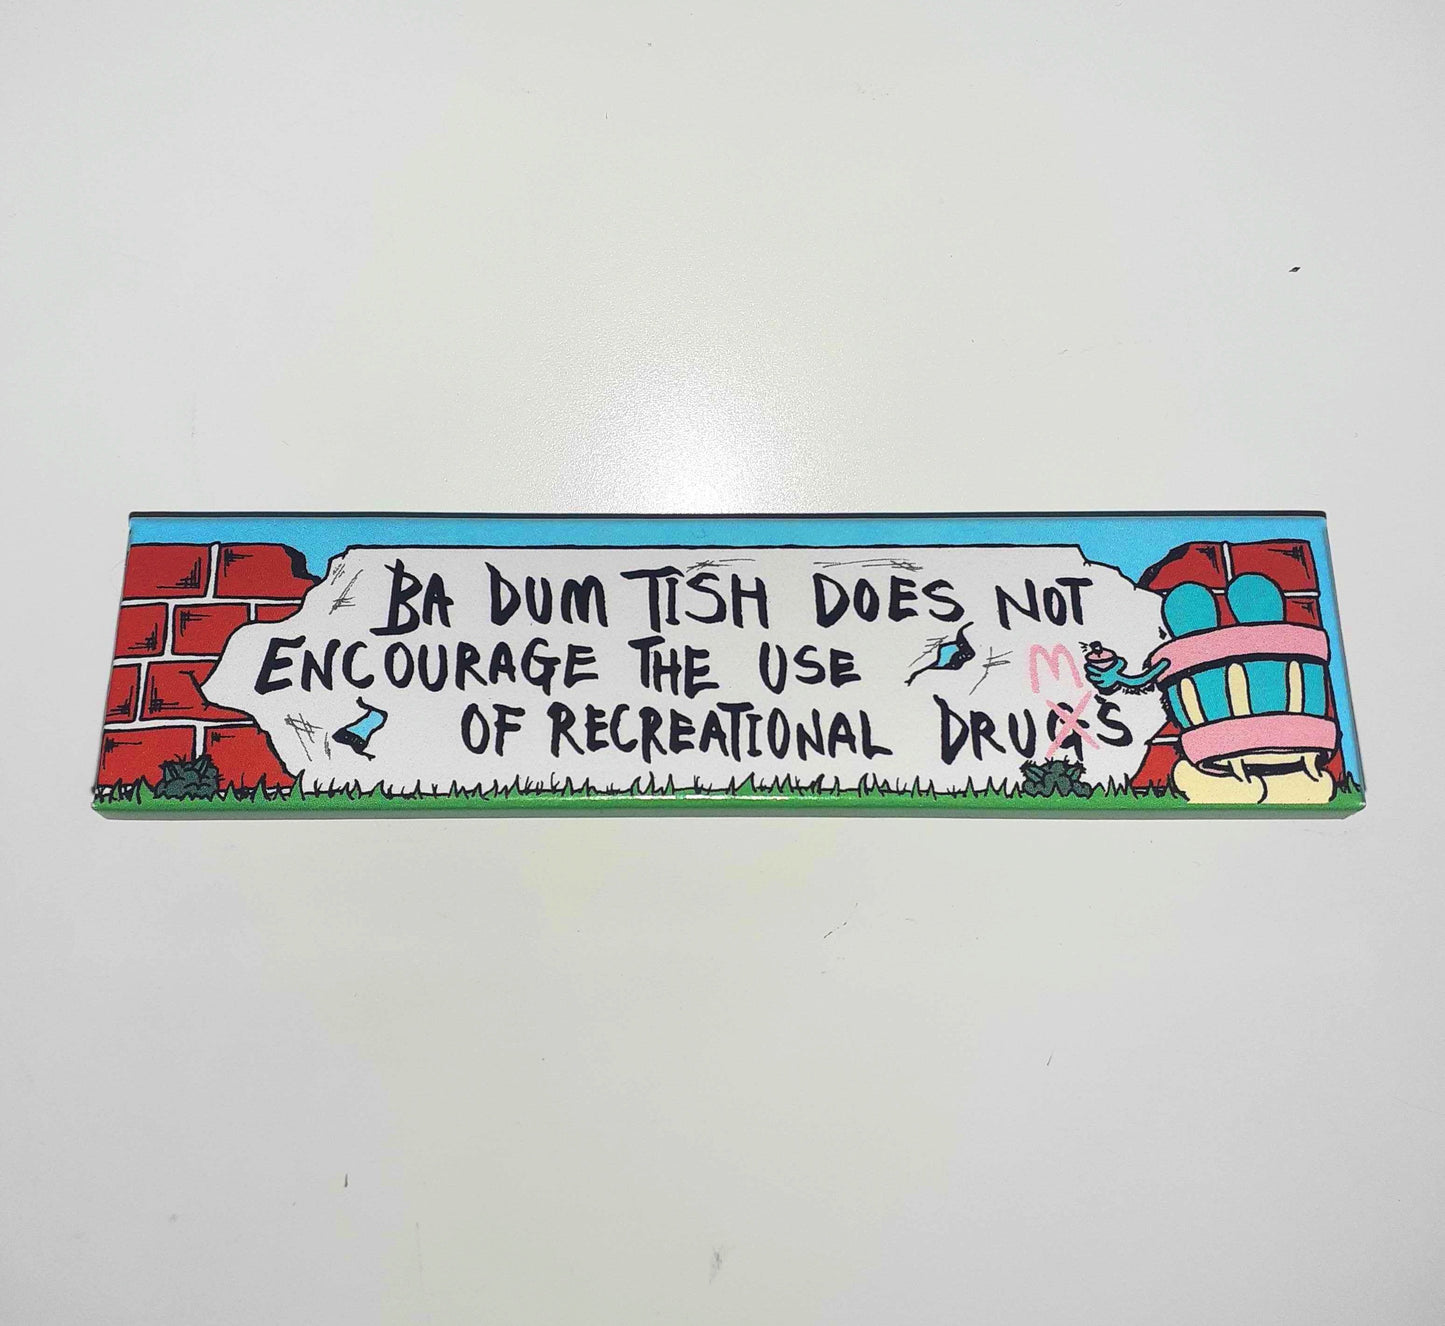 BA DUM TISH DOES NOT
ENCOURAGE THE USE
M
OF RECREATIONAL DRUGS